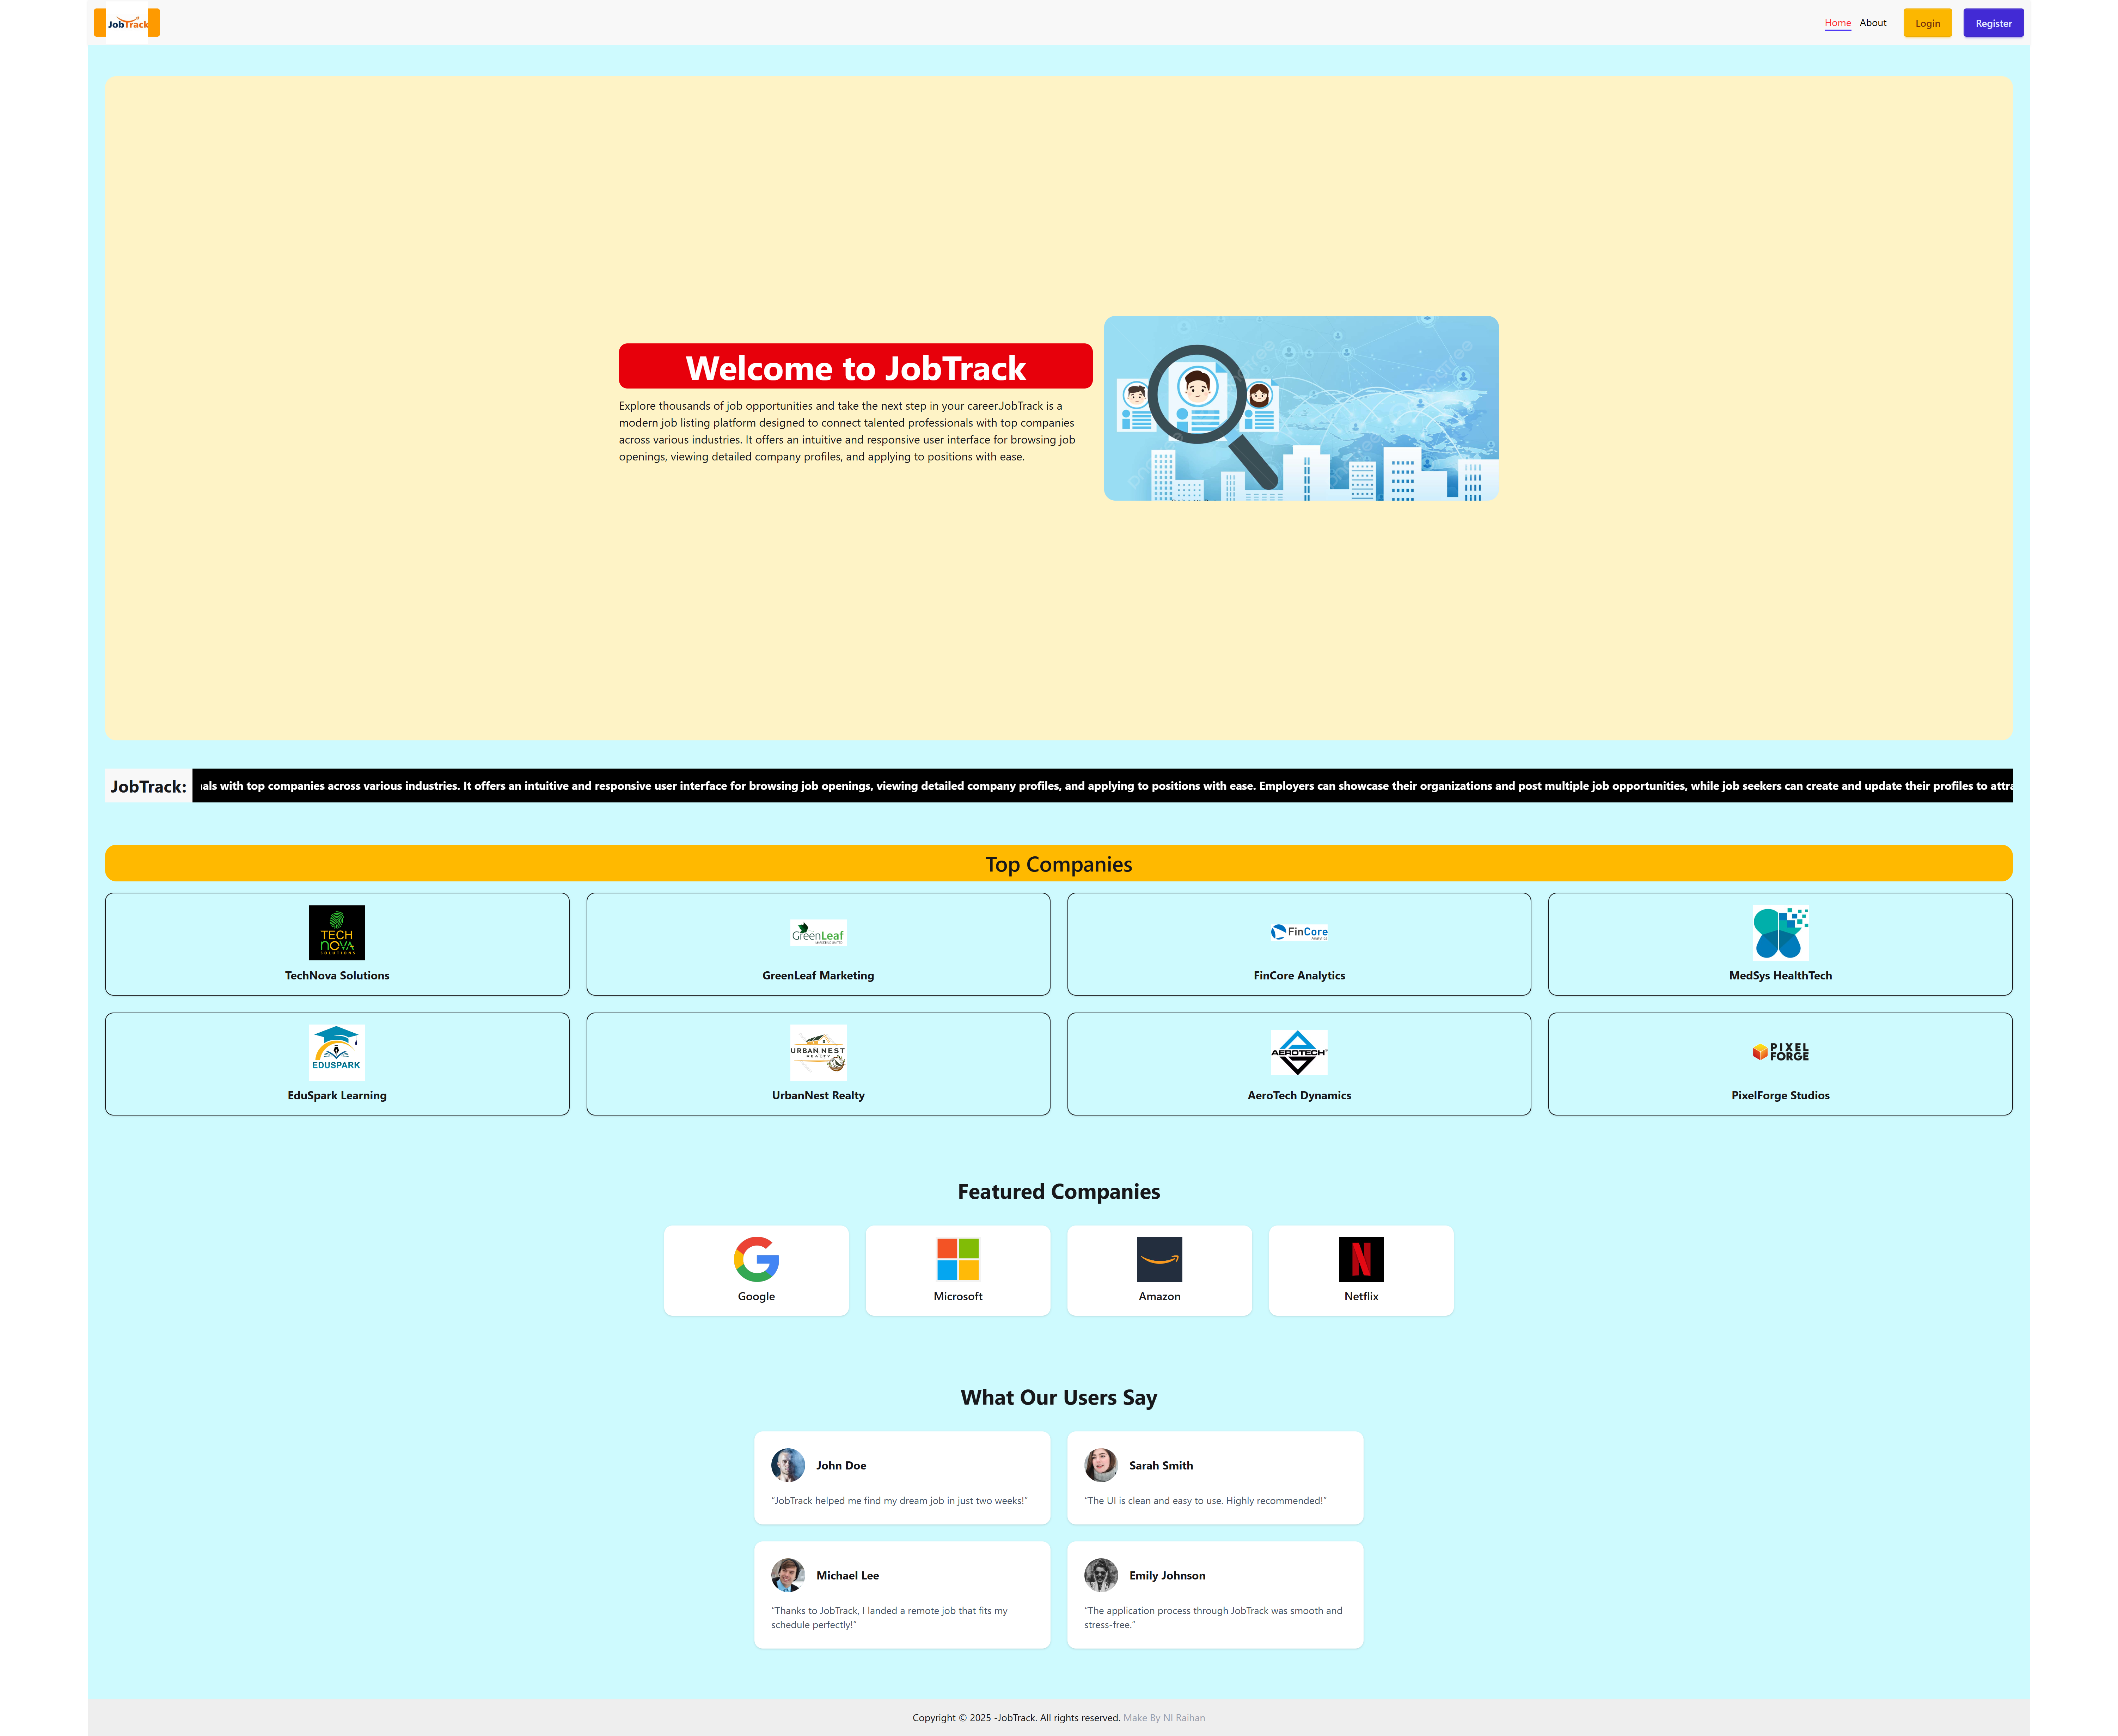 JobTrack
Home
About
Login
Register
Welcome to JobTrack
Explore thousands of job opportunities and take the next step in your career.JobTrack is a
modern job listing platform designed to connect talented professionals with top companies
across various industries. It offers an intuitive and responsive user interface for browsing job
openings, viewing detailed company profiles, and applying to positions with ease.
JobTrack:
als with top companies across various industries. It offers an intuitive and responsive user interface for browsing job openings, viewing detailed company profiles, and applying to positions with ease. Employers can showcase their organizations and post multiple job opportunities, while job seekers can create and update their profiles to attra
Top Companies
TECH
NOVA
SOLUTIONS
TechNova Solutions
GreenLeaf
GreenLeaf Marketing
FinCore
Analytics
FinCore Analytics
MedSys HealthTech
EDUSPARK
EduSpark Learning
URBAN NEST
REALTY
UrbanNest Realty
AEROTECH
AeroTech Dynamics
PIXEL
FORGE
PixelForge Studios
Featured Companies
Google
Microsoft
Amazon
N
Netflix
What Our Users Say
John Doe
"JobTrack helped me find my dream job in just two weeks!"
Sarah Smith
"The UI is clean and easy to use. Highly recommended!"
Michael Lee
"Thanks to JobTrack, I landed a remote job that fits my
schedule perfectly!"
Emily Johnson
"The application process through JobTrack was smooth and
stress-free."
Copyright © 2025 -JobTrack. All rights reserved. Make By NI Raihan